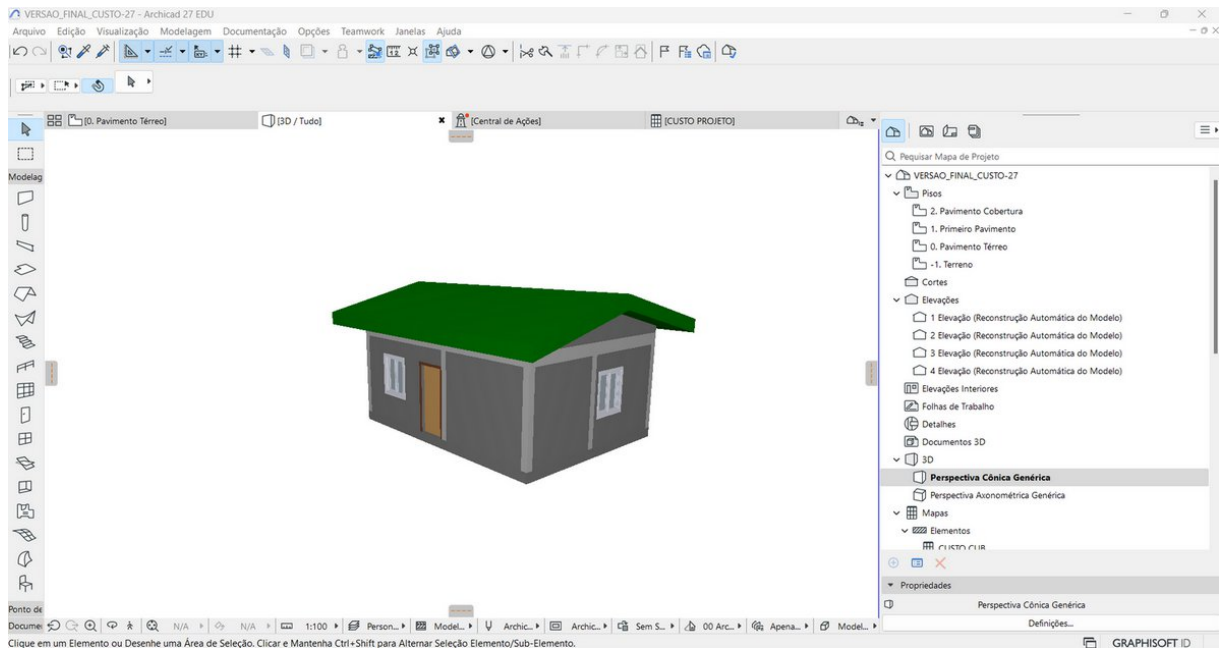 VERSAO_FINAL_CUSTO-27 - Archicad 27 EDU
Arquivo Edição Visualização Modelagem Documentação Opções Teamwork Janelas Ajuda
[0. Pavimento Térreo] [3D / Tudo] [Central de Ações] [CUSTO PROJETO]
Pesquisar Mapa de Projeto
Modelag
VERSAO_FINAL_CUSTO-27
Pisos
2. Pavimento Cobertura
1. Primeiro Pavimento
0. Pavimento Térreo
-1. Terreno
Cortes
Elevações
1 Elevação (Reconstrução Automática do Modelo)
2 Elevação (Reconstrução Automática do Modelo)
3 Elevação (Reconstrução Automática do Modelo)
4 Elevação (Reconstrução Automática do Modelo)
Elevações Interiores
Folhas de Trabalho
Detalhes
Documentos 3D
3D
Perspectiva Cônica Genérica
Perspectiva Axonométrica Genérica
Mapas
Elementos
CUSTO CUB
Propriedades
Perspectiva Cônica Genérica
Definições...
Ponto de
Docume
N/A N/A 1:100 Person... Model... Archic... Archic... Sem S... 00 Arc... Apena... Model...
Clique em um Elemento ou Desenhe uma Área de Seleção. Clicar e Mantenha Ctrl+Shift para Alternar Seleção Elemento/Sub-Elemento.
GRAPHISOFT ID